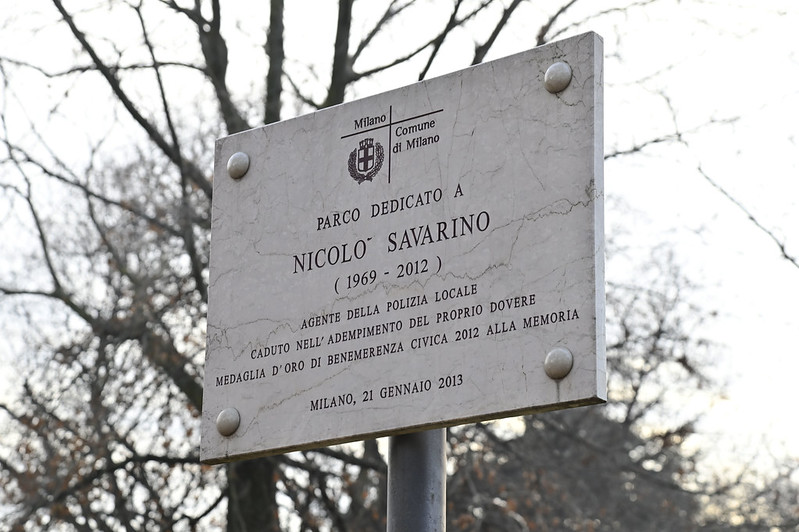 Milano
Comune
di Milano
PARCO DEDICATO A
NICOLO´ SAVARINO
( 1969 - 2012 )
AGENTE DELLA POLIZIA LOCALE
CADUTO NELL'ADEMPIMENTO DEL PROPRIO DOVERE
MEDAGLIA D'ORO DI BENEMERENZA CIVICA 2012 ALLA MEMORIA
MILANO, 21 GENNAIO 2013